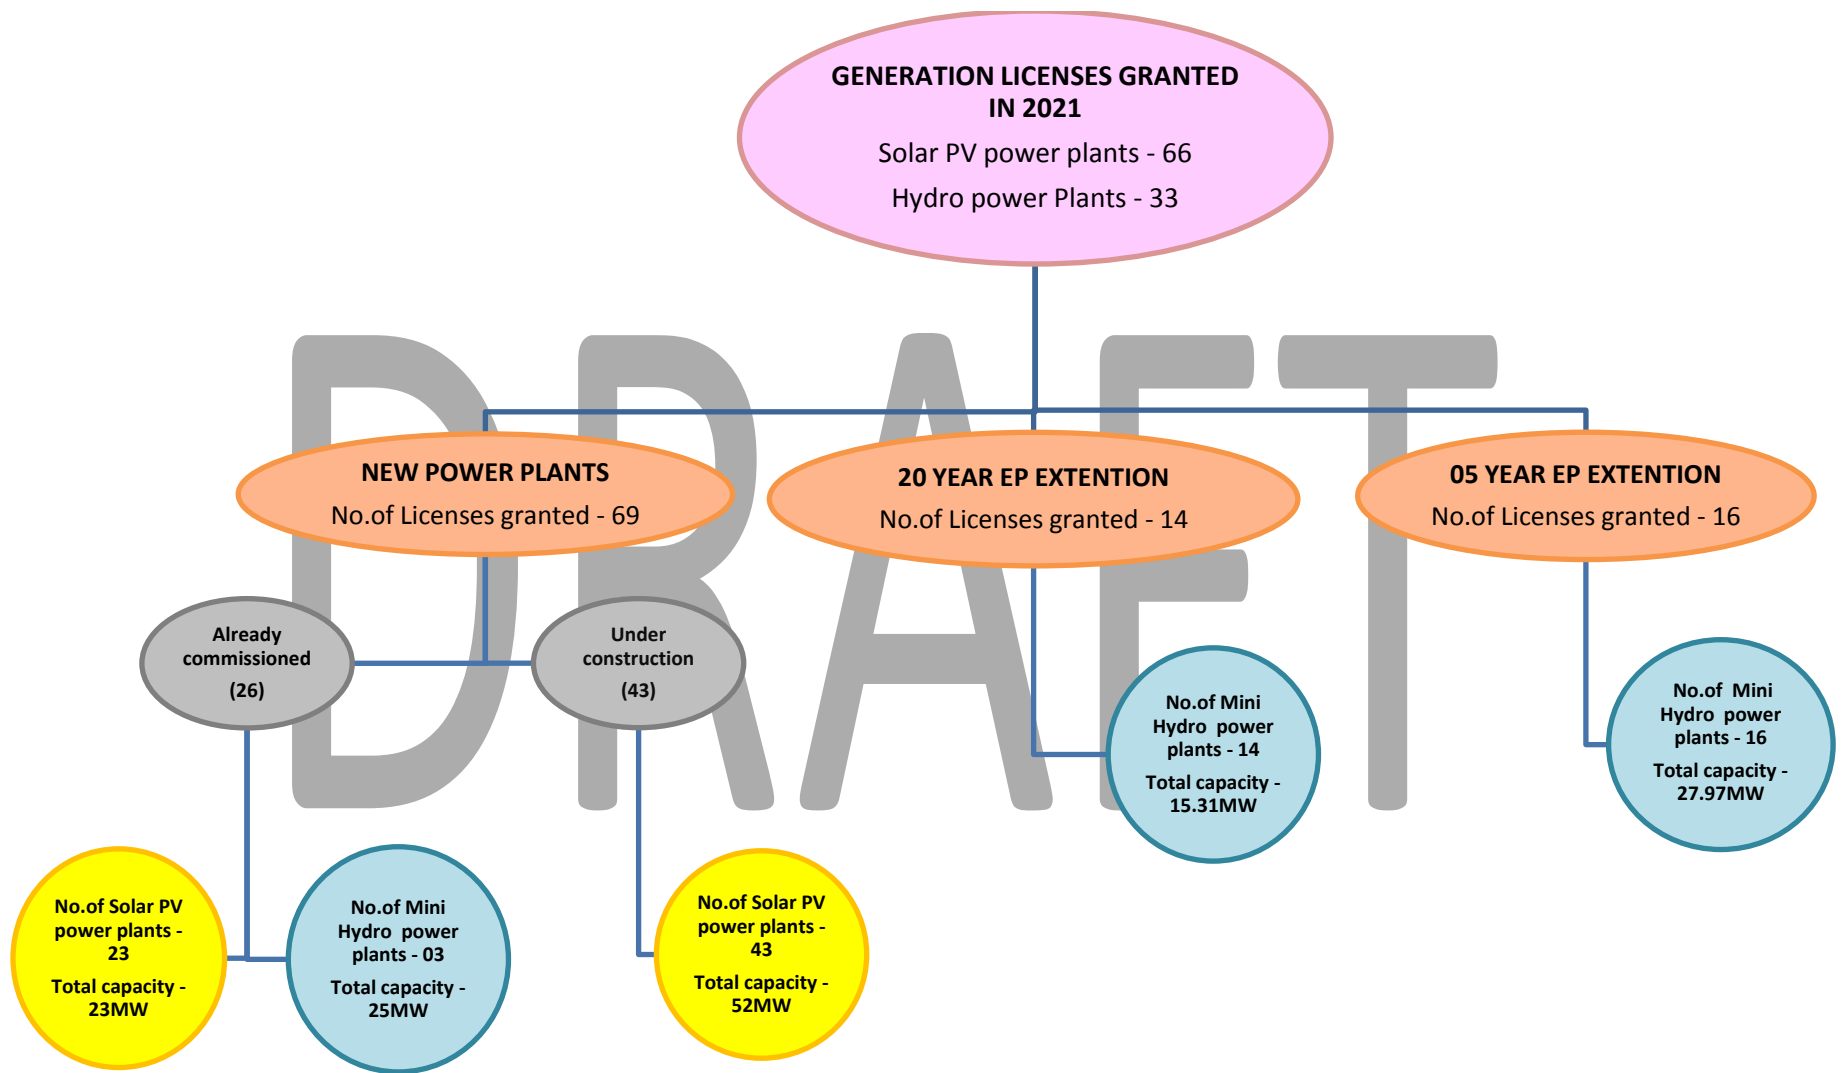 GENERATION LICENSES GRANTED
IN 2021
Solar PV power plants - 66
Hydro power Plants - 33
DRAFT
NEW POWER PLANTS
No.of Licenses granted - 69
20 YEAR EP EXTENTION
No.of Licenses granted - 14
05 YEAR EP EXTENTION
No.of Licenses granted - 16
Already
commissioned
(26)
Under
construction
(43)
No.of Mini
Hydro power
plants - 14
Total capacity -
15.31MW
No.of Mini
Hydro power
plants - 16
Total capacity -
27.97MW
No.of Solar PV
power plants -
23
Total capacity -
23MW
No.of Mini
Hydro power
plants - 03
Total capacity -
25MW
No.of Solar PV
power plants -
43
Total capacity -
52MW